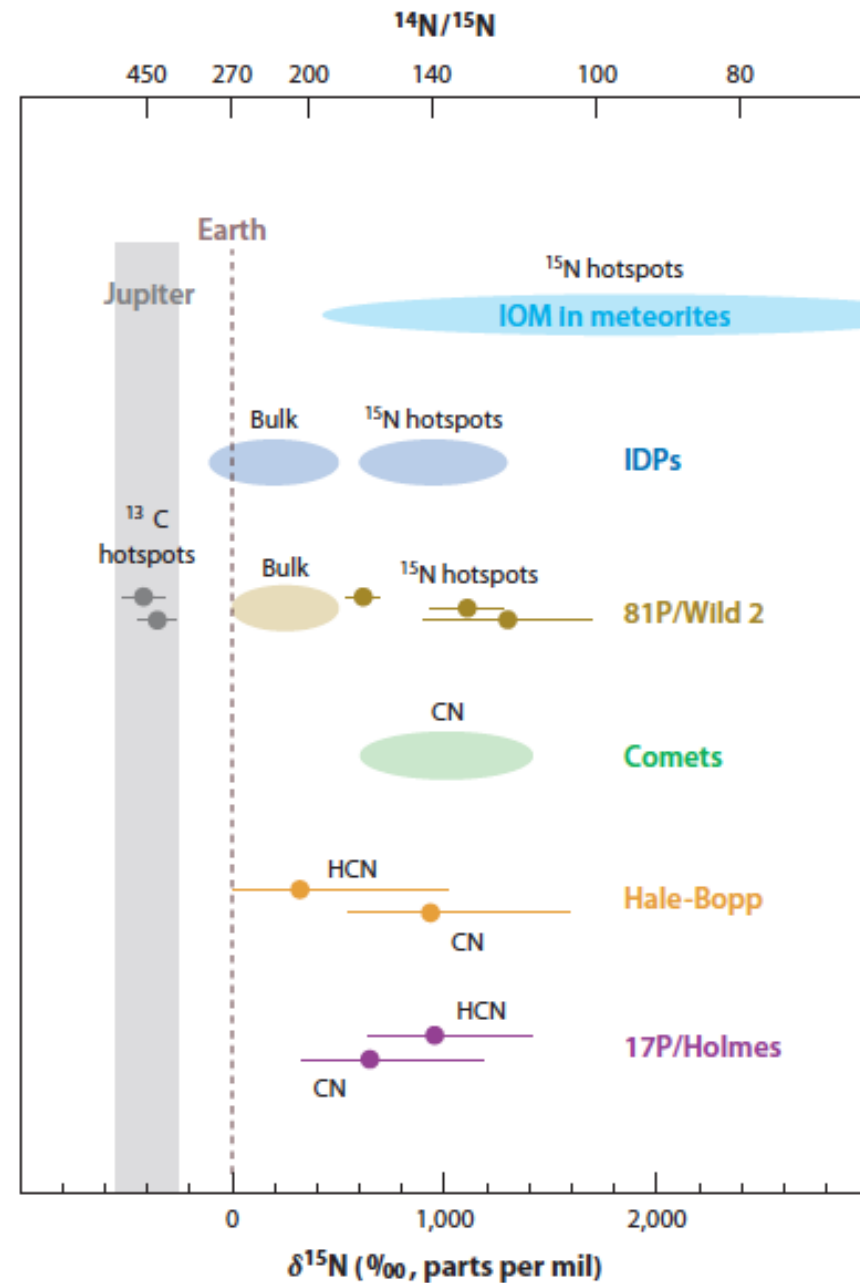 ¹⁴N/¹⁵N
450 270 200 140 100 80
Earth
¹⁵N hotspots
Jupiter
IOM in meteorites
Bulk ¹⁵N hotspots
IDPs
¹³ C
hotspots
Bulk ¹⁵N hotspots
81P/Wild 2
CN
Comets
HCN
Hale-Bopp
CN
HCN
17P/Holmes
CN
0 1,000 2,000
δ¹⁵N (‰, parts per mil)